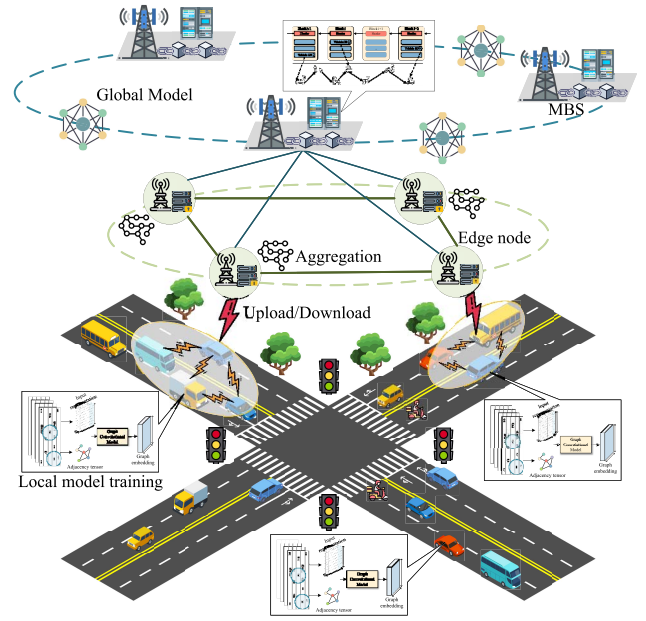 Global Model
MBS
Edge node
Aggregation
Upload/Download
Input
Graph
Convolutional
Model
Adjacency tensor
Graph
embedding
Local model training
Input
Graph
Convolutional
Model
Adjacency tensor
Graph
embedding
Input
Graph
Convolutional
Model
Adjacency tensor
Graph
embedding